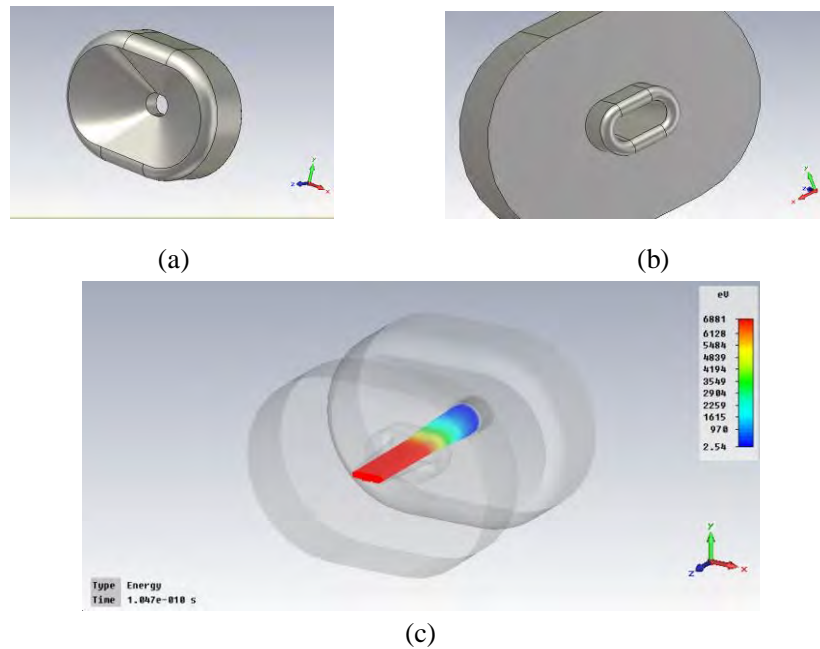 y
z
x
y
z
x
(a)
(b)
eV
6881
6128
5484
4839
4194
3549
2904
2259
1615
970
2.54
y
z
x
Type Energy
Time 1.047e-010 s
(c)